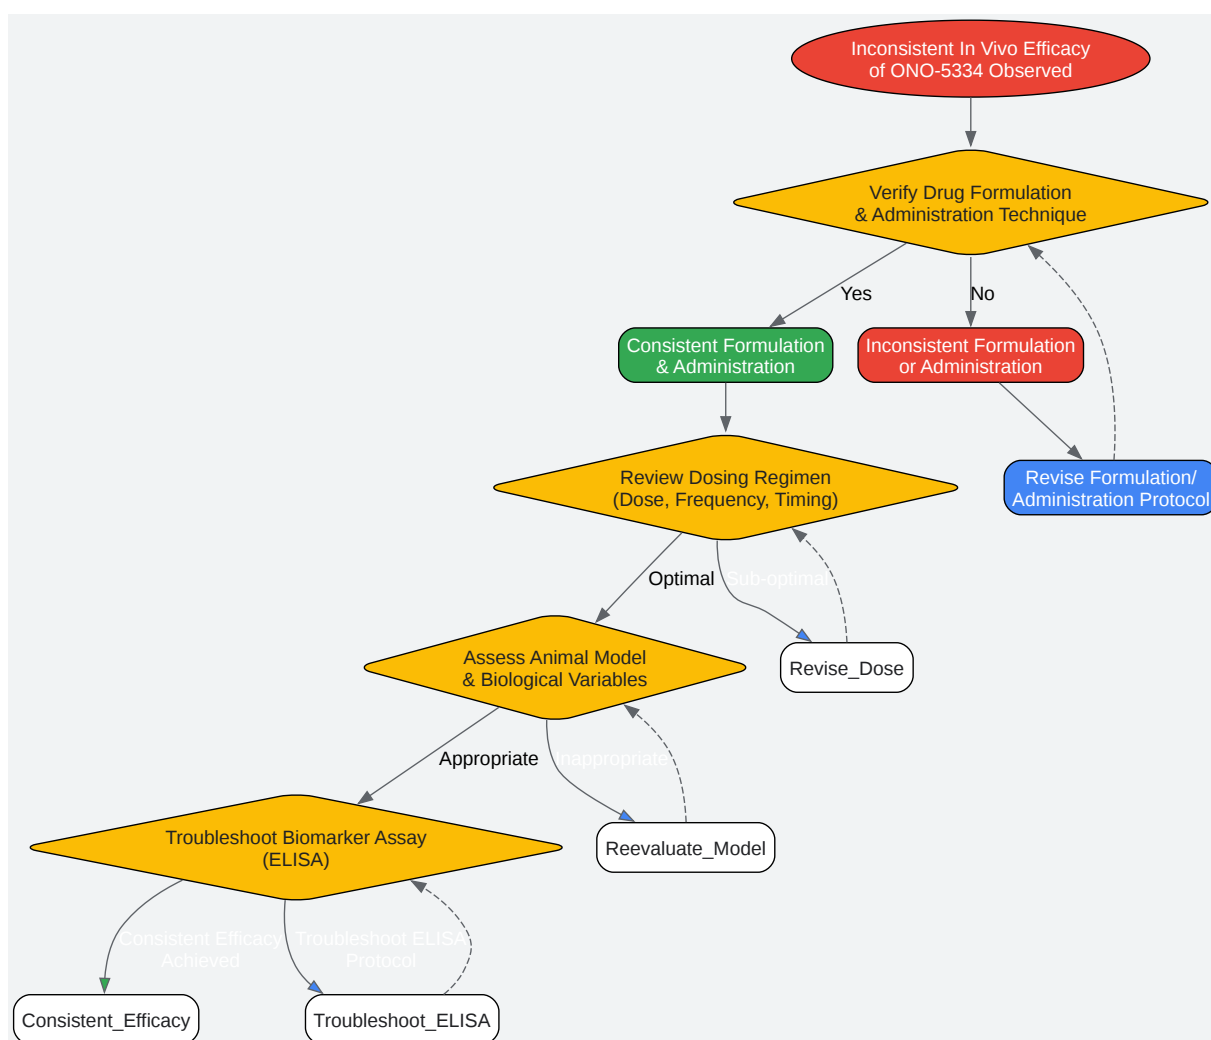 Inconsistent In Vivo Efficacy
of ONO-5334 Observed
Verify Drug Formulation
& Administration Technique
Yes
No
Consistent Formulation
& Administration
Inconsistent Formulation
or Administration
Review Dosing Regimen
(Dose, Frequency, Timing)
Revise Formulation/
Administration Protocol
Optimal
Sub-optimal
Assess Animal Model
& Biological Variables
Revise_Dose
Appropriate
Inappropriate
Troubleshoot Biomarker Assay
(ELISA)
Reevaluate_Model
Consistent Efficacy
Achieved
Troubleshoot ELISA
Protocol
Consistent_Efficacy
Troubleshoot_ELISA